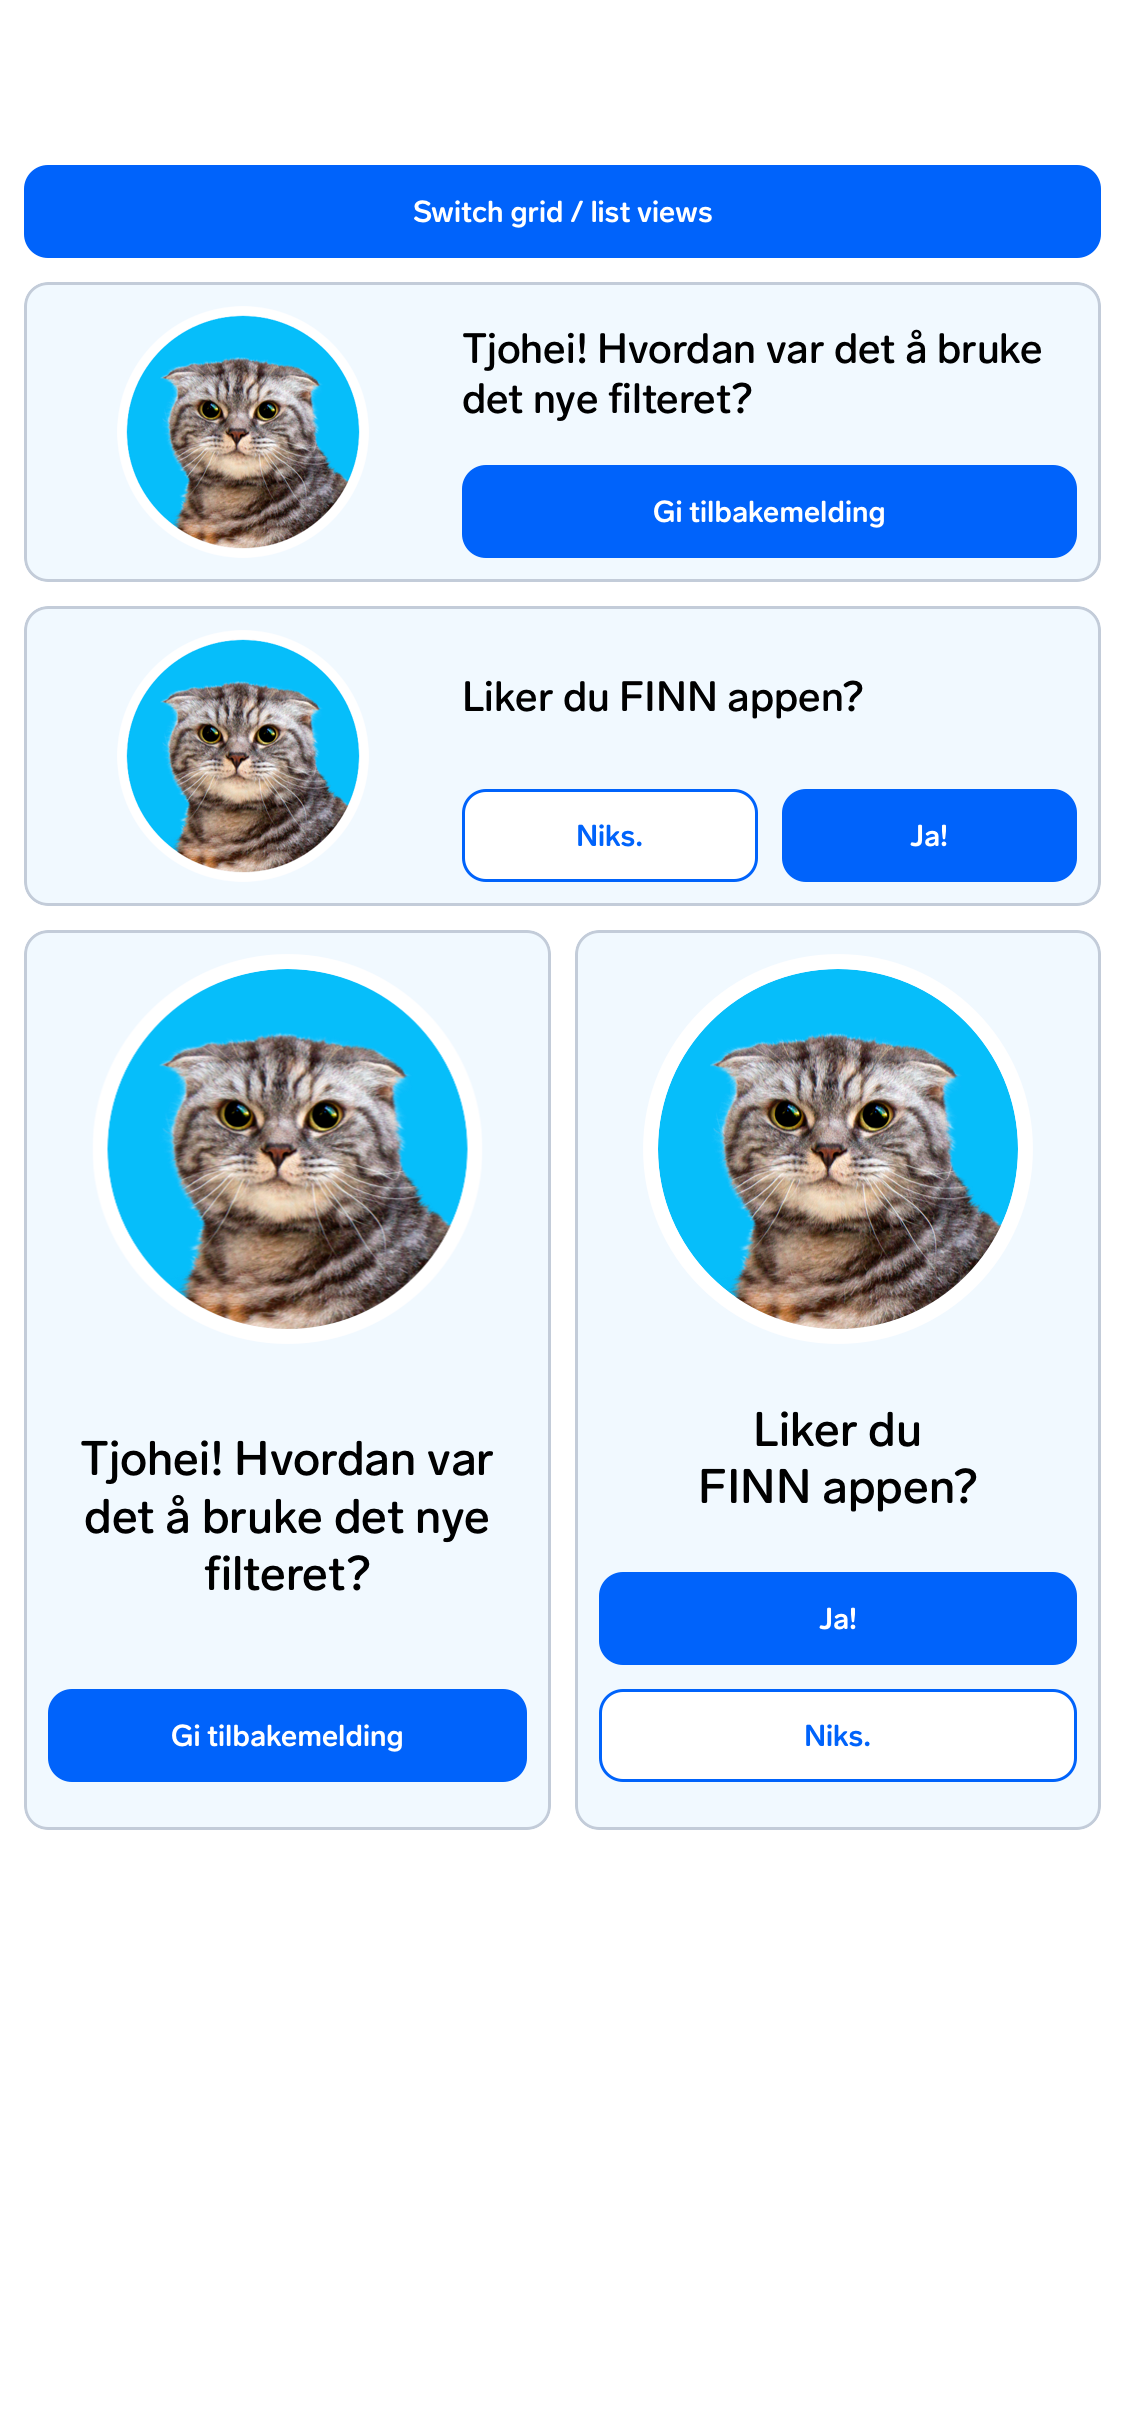 Switch grid / list views
Tjohei! Hvordan var det å bruke
det nye filteret?
Gi tilbakemelding
Liker du FINN appen?
Niks.
Ja!
Tjohei! Hvordan var
det å bruke det nye
filteret?
Gi tilbakemelding
Liker du
FINN appen?
Ja!
Niks.